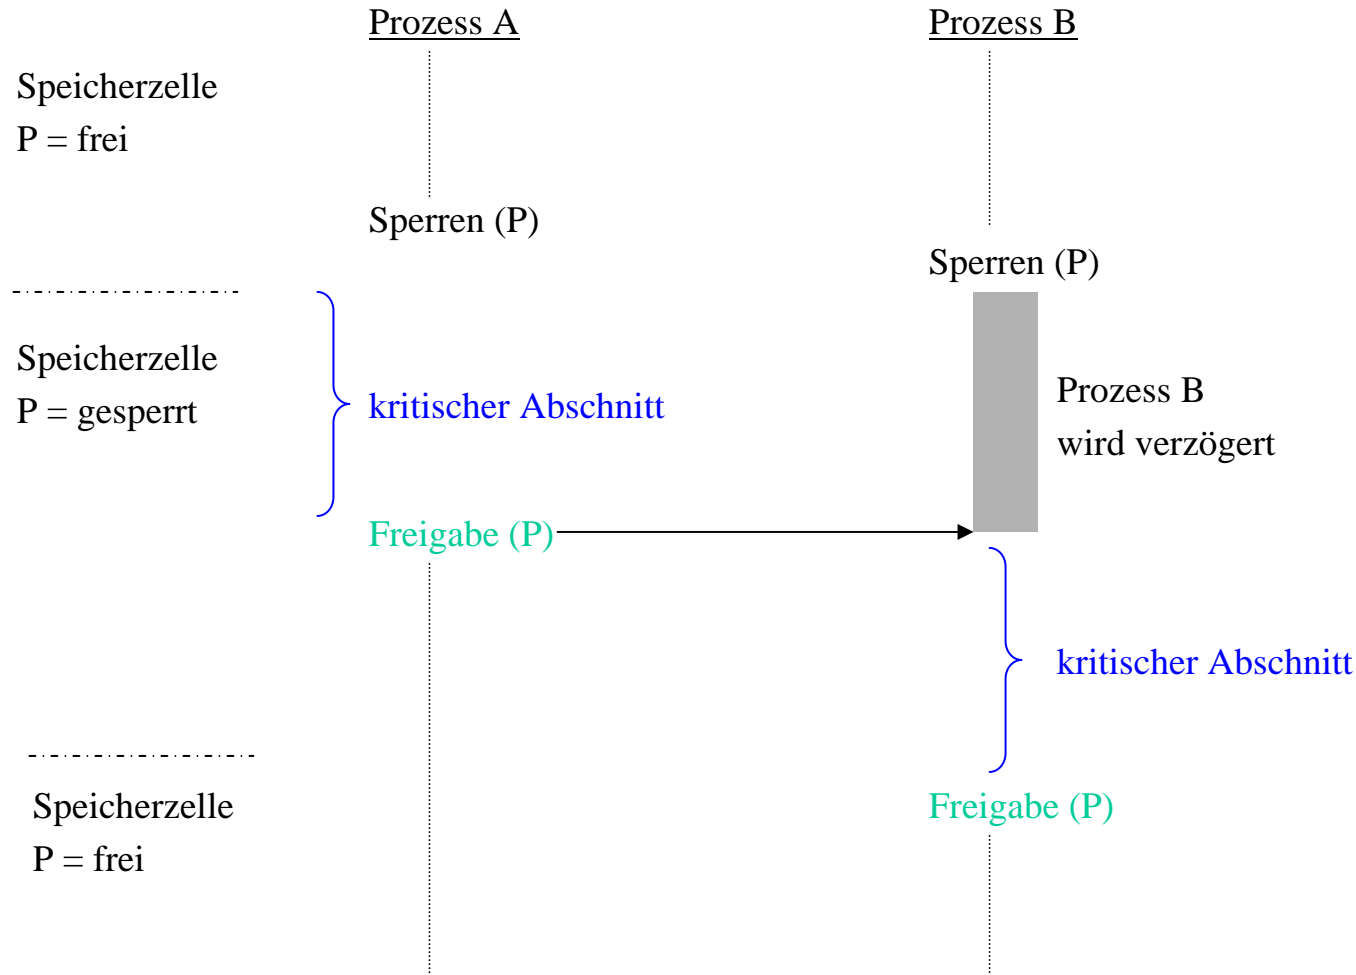 Prozess A
Prozess B
Speicherzelle
P = frei
Sperren (P)
Sperren (P)
Speicherzelle
P = gesperrt
kritischer Abschnitt
Prozess B
wird verzögert
Freigabe (P)
kritischer Abschnitt
Speicherzelle
P = frei
Freigabe (P)